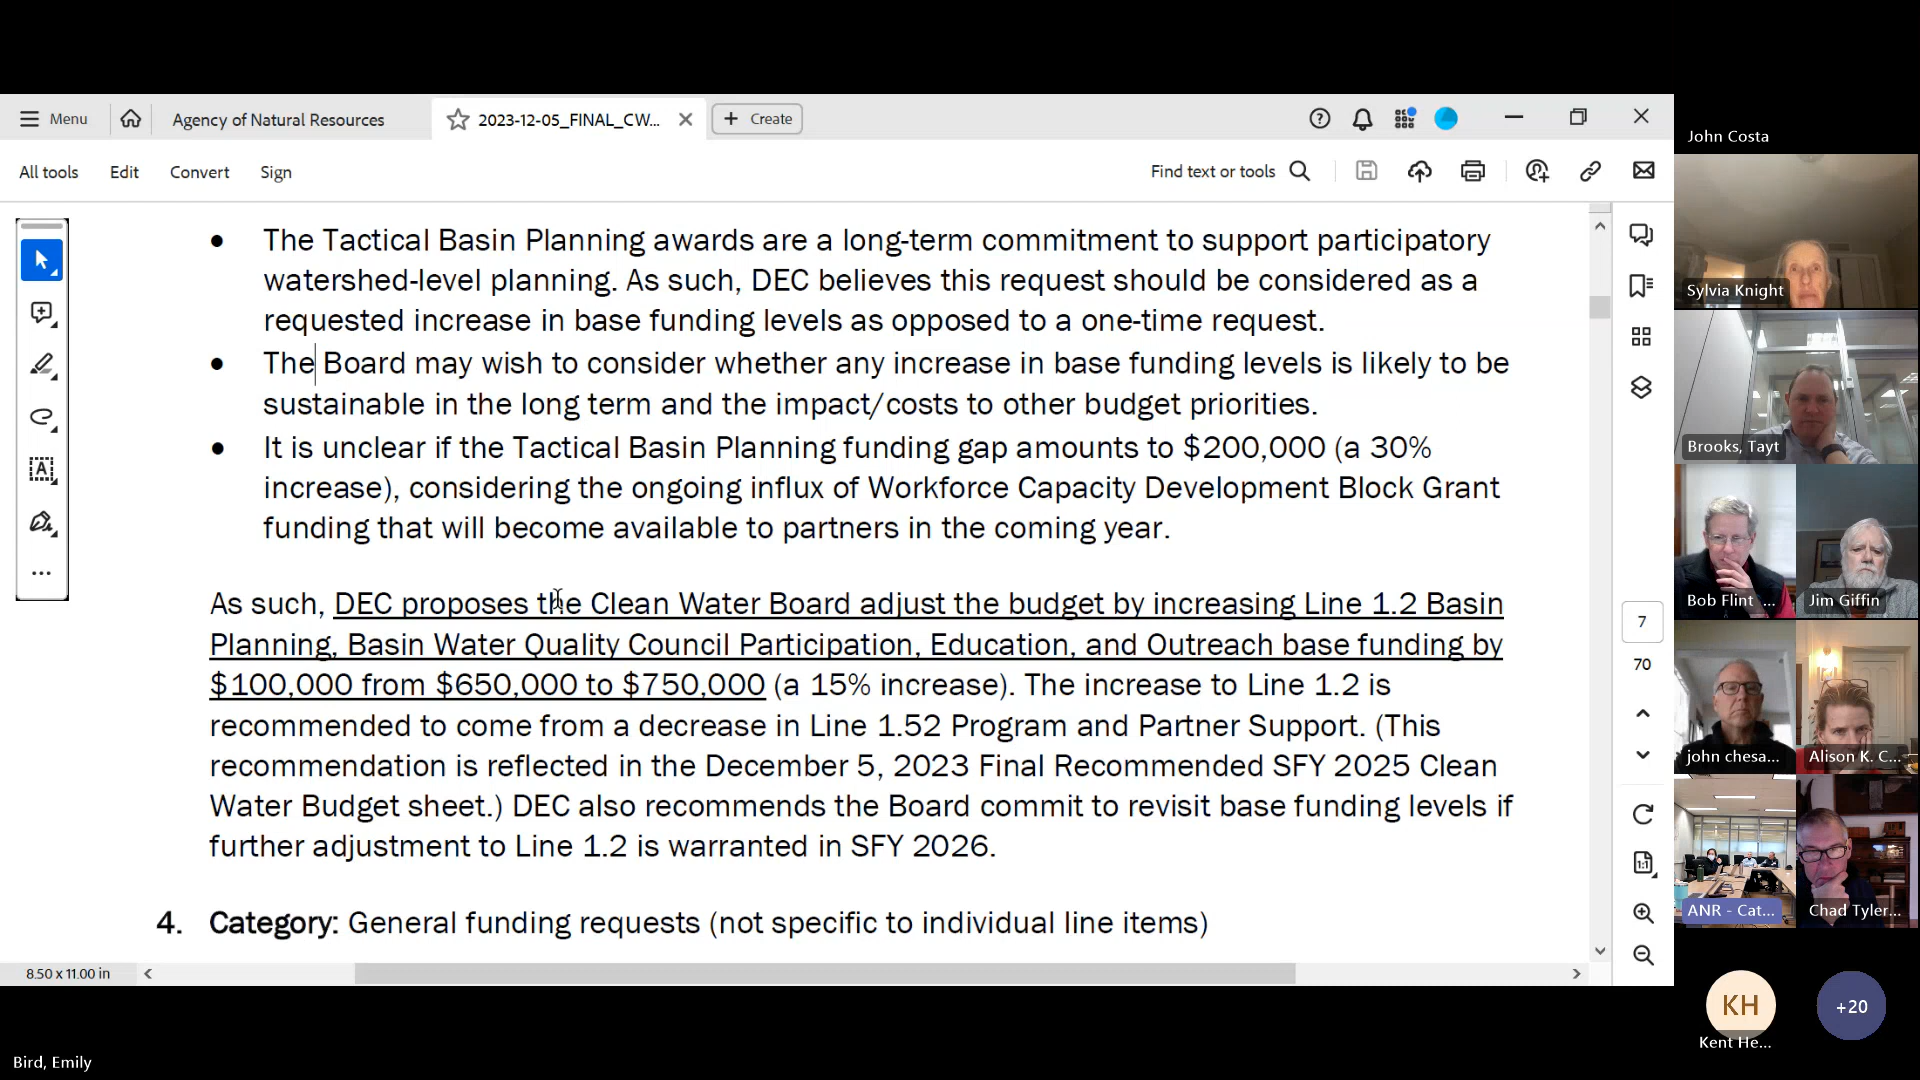 Menu
Agency of Natural Resources
2023-12-05_FINAL_CW...
Create
All tools
Edit
Convert
Sign
Find text or tools
• The Tactical Basin Planning awards are a long-term commitment to support participatory
watershed-level planning. As such, DEC believes this request should be considered as a
requested increase in base funding levels as opposed to a one-time request.
• The Board may wish to consider whether any increase in base funding levels is likely to be
sustainable in the long term and the impact/costs to other budget priorities.
• It is unclear if the Tactical Basin Planning funding gap amounts to $200,000 (a 30%
increase), considering the ongoing influx of Workforce Capacity Development Block Grant
funding that will become available to partners in the coming year.
As such, DEC proposes the Clean Water Board adjust the budget by increasing Line 1.2 Basin
Planning, Basin Water Quality Council Participation, Education, and Outreach base funding by
$100,000 from $650,000 to $750,000 (a 15% increase). The increase to Line 1.2 is
recommended to come from a decrease in Line 1.52 Program and Partner Support. (This
recommendation is reflected in the December 5, 2023 Final Recommended SFY 2025 Clean
Water Budget sheet.) DEC also recommends the Board commit to revisit base funding levels if
further adjustment to Line 1.2 is warranted in SFY 2026.
4. Category: General funding requests (not specific to individual line items)
8.50 x 11.00 in
7
70
1:1
John Costa
Sylvia Knight
Brooks, Tayt
Bob Flint ...
Jim Giffin
john chesa...
Alison K. C...
ANR - Cat...
Chad Tyler...
KH
Kent He...
+20
Bird, Emily